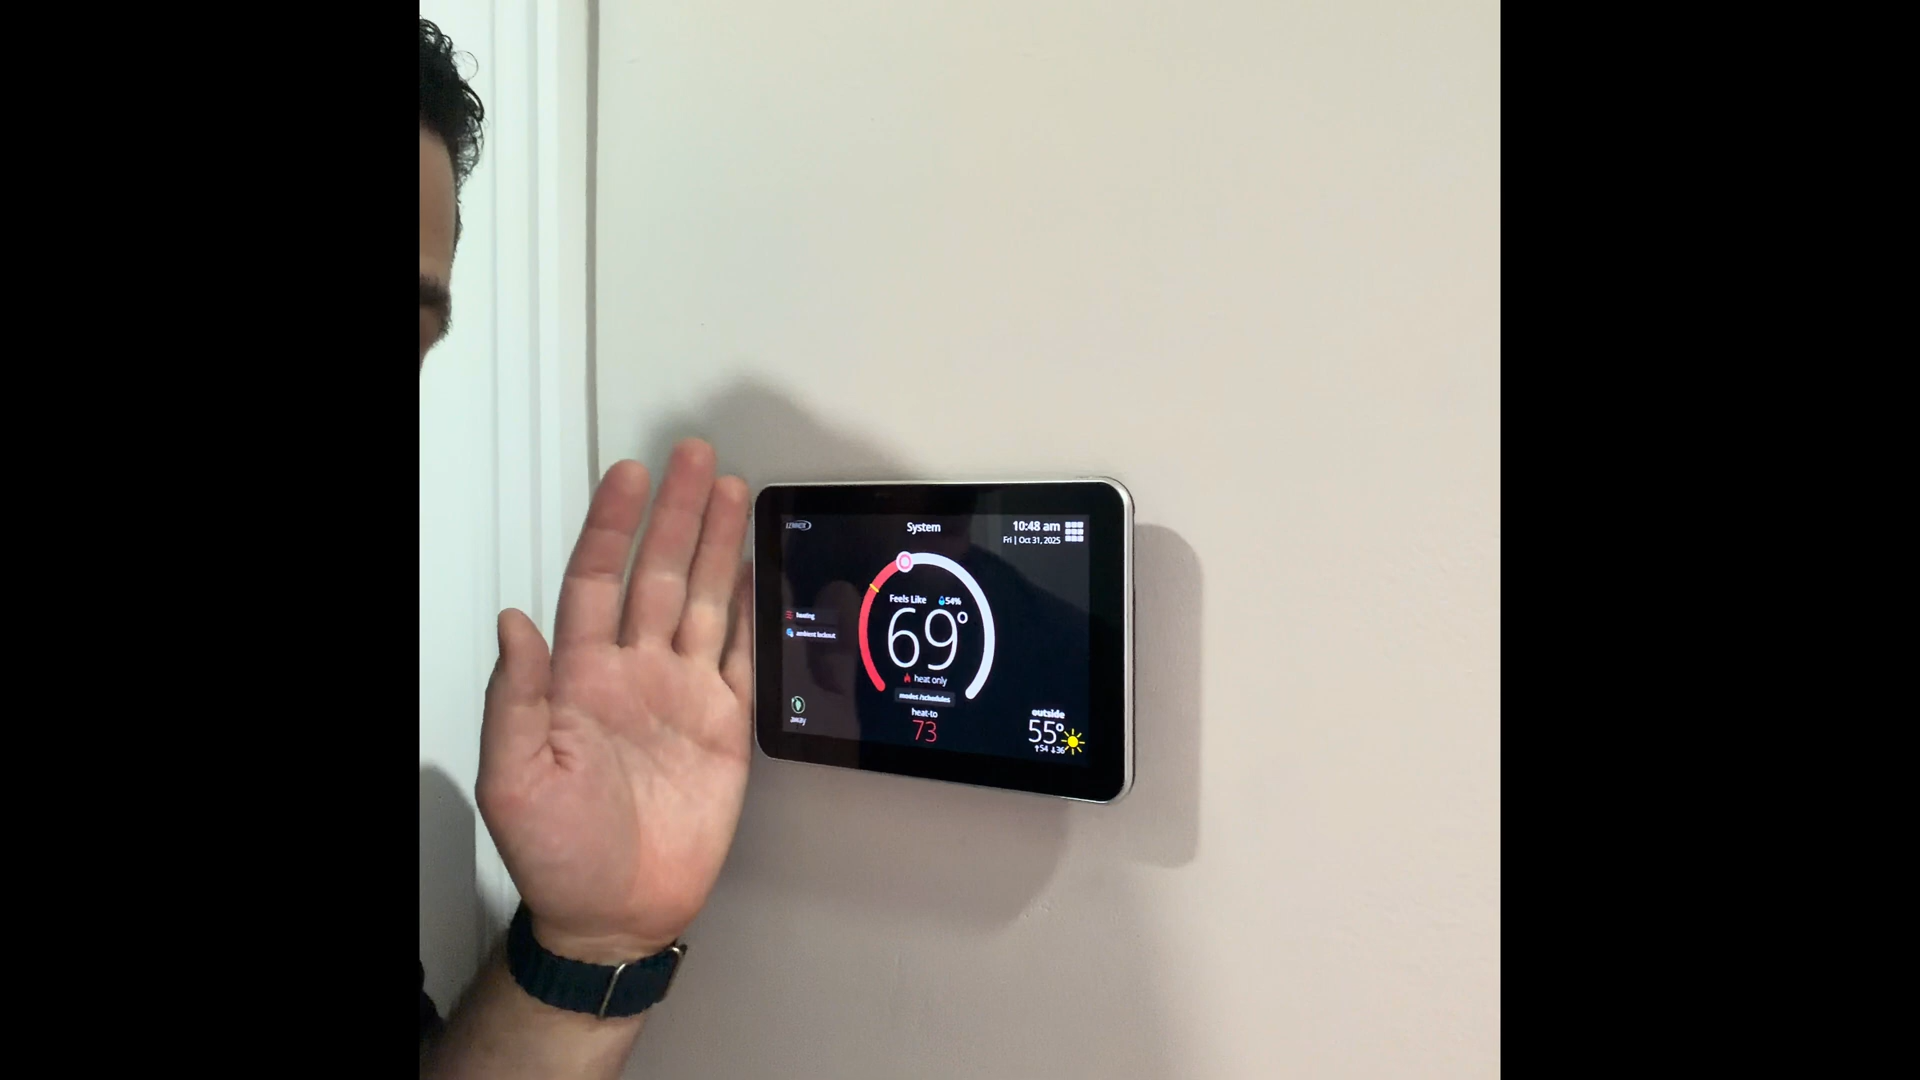 LENNOX
System
10:48 am
Fri | Oct 31, 2025
Feels Like 54%
69°
heating
ambient lockout
heat only
modes /schedules
heat-to
73
away
outside
55°
↑54 ↓36